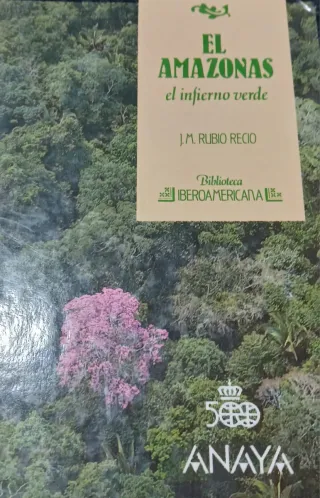 EL
AMAZONAS
el infierno verde
J.M. RUBIO RECIO
Biblioteca
IBEROAMERICANA
500
ANAYA